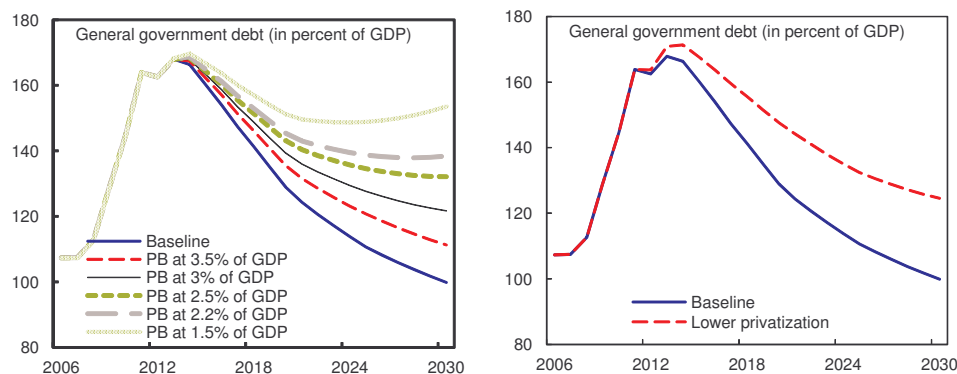 General government debt (in percent of GDP)
180
160
140
120
100
80
Baseline
PB at 3.5% of GDP
PB at 3% of GDP
PB at 2.5% of GDP
PB at 2.2% of GDP
PB at 1.5% of GDP
2006 2012 2018 2024 2030
General government debt (in percent of GDP)
180
160
140
120
100
80
Baseline
Lower privatization
2006 2012 2018 2024 2030